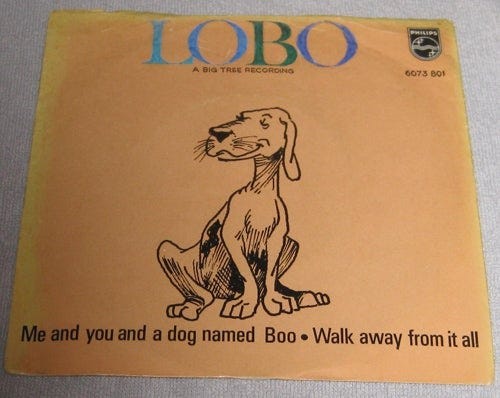 LOBO
A BIG TREE RECORDING
PHILIPS
6073 801
Me and you and a dog named Boo • Walk away from it all